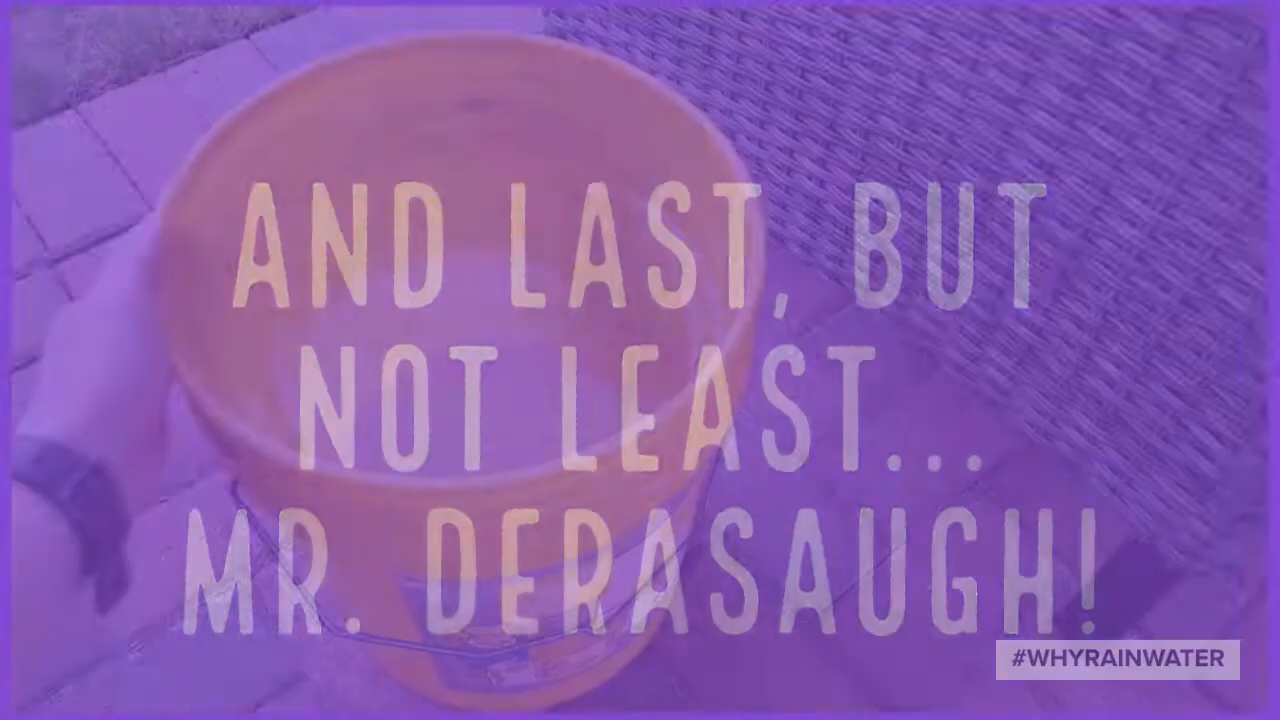 AND LAST, BUT
NOT LEAST...
MR. DERASAUGH!
#WHYRAINWATER